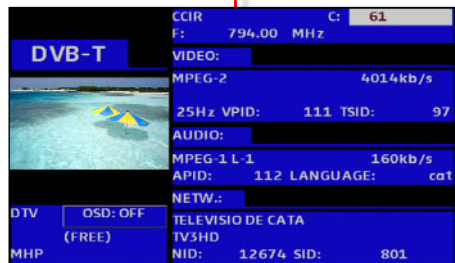 CCIR C: 61
F: 794.00 MHz
DVB-T
VIDEO:
MPEG-2 4014kb/s
25Hz VPID: 111 TSID: 97
AUDIO:
MPEG-1 L-1 160kb/s
APID: 112 LANGUAGE: cat
NETW.:
DTV OSD: OFF
TELEVISIO DE CATA
(FREE)
TV3HD
MHP
NID: 12674 SID: 801